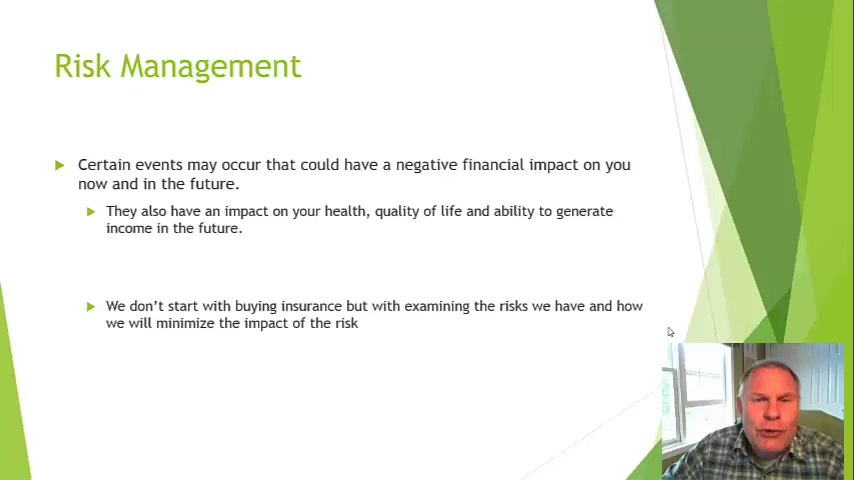 Risk Management
Certain events may occur that could have a negative financial impact on you
now and in the future.
They also have an impact on your health, quality of life and ability to generate
income in the future.
We don't start with buying insurance but with examining the risks we have and how
we will minimize the impact of the risk